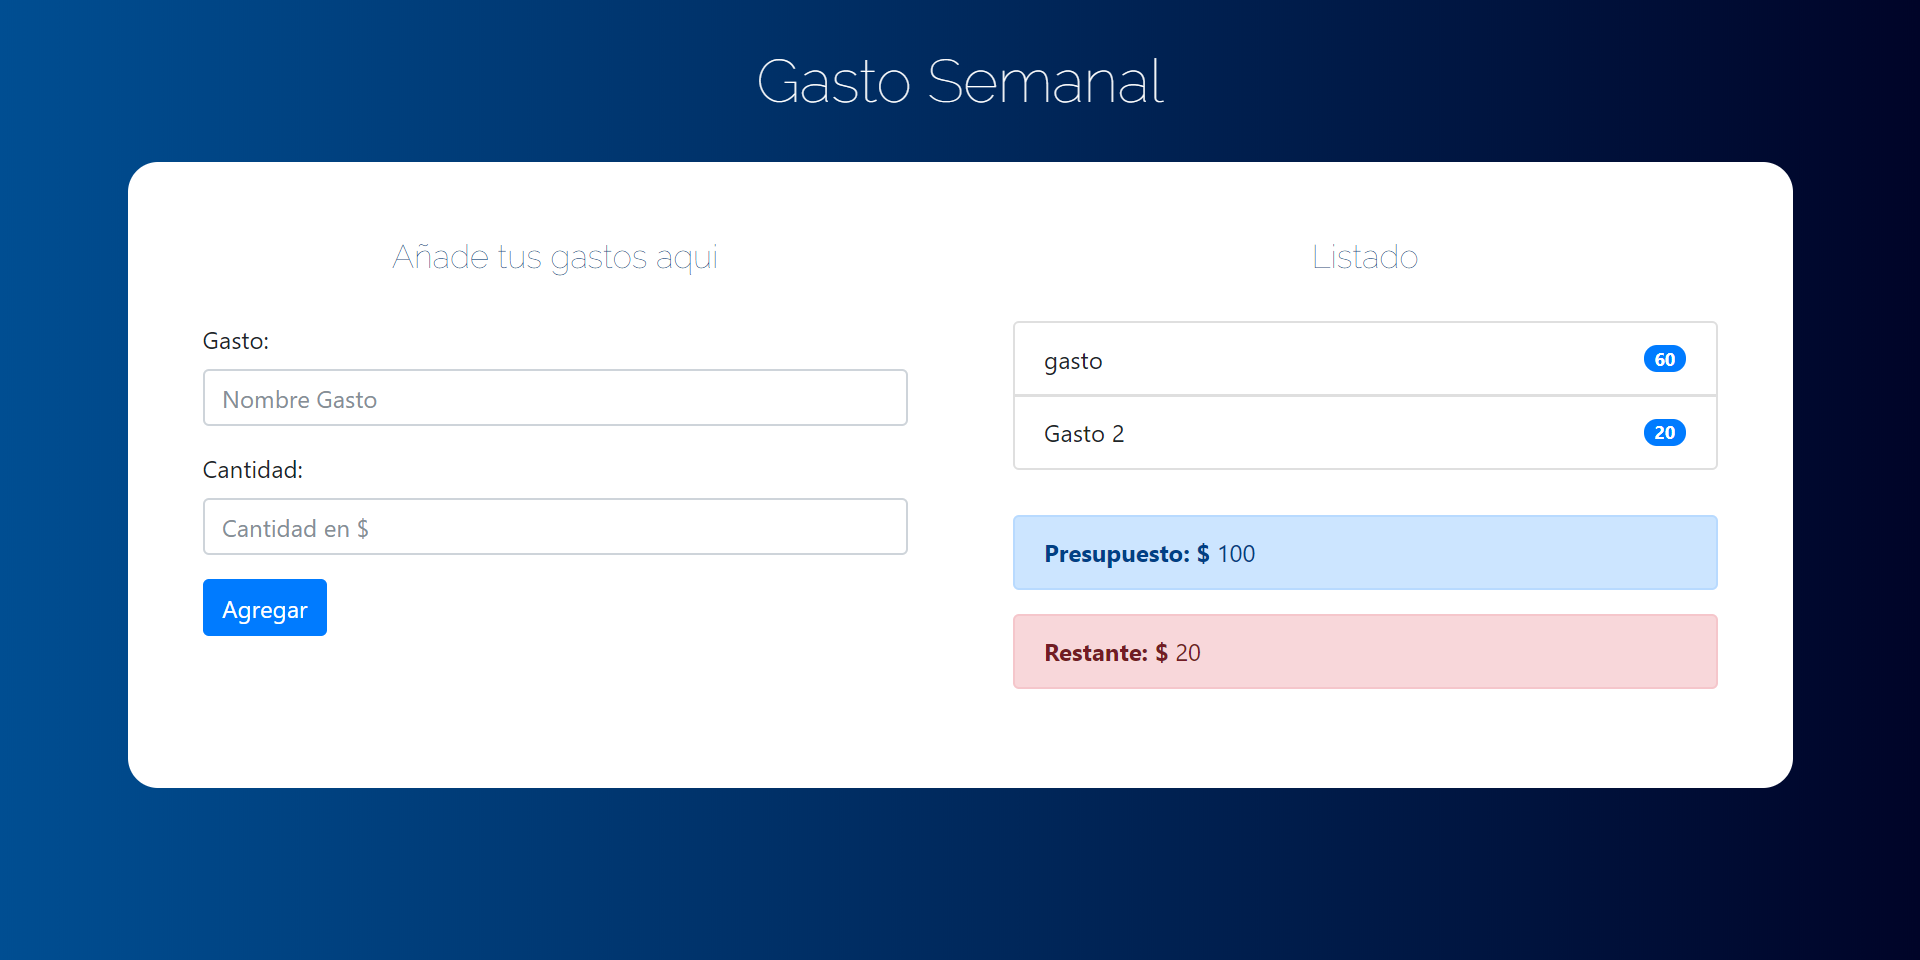 Gasto Semanal
Añade tus gastos aqui
Gasto:
Nombre Gasto
Cantidad:
Cantidad en $
Agregar
Listado
gasto 60
Gasto 2 20
Presupuesto: $ 100
Restante: $ 20